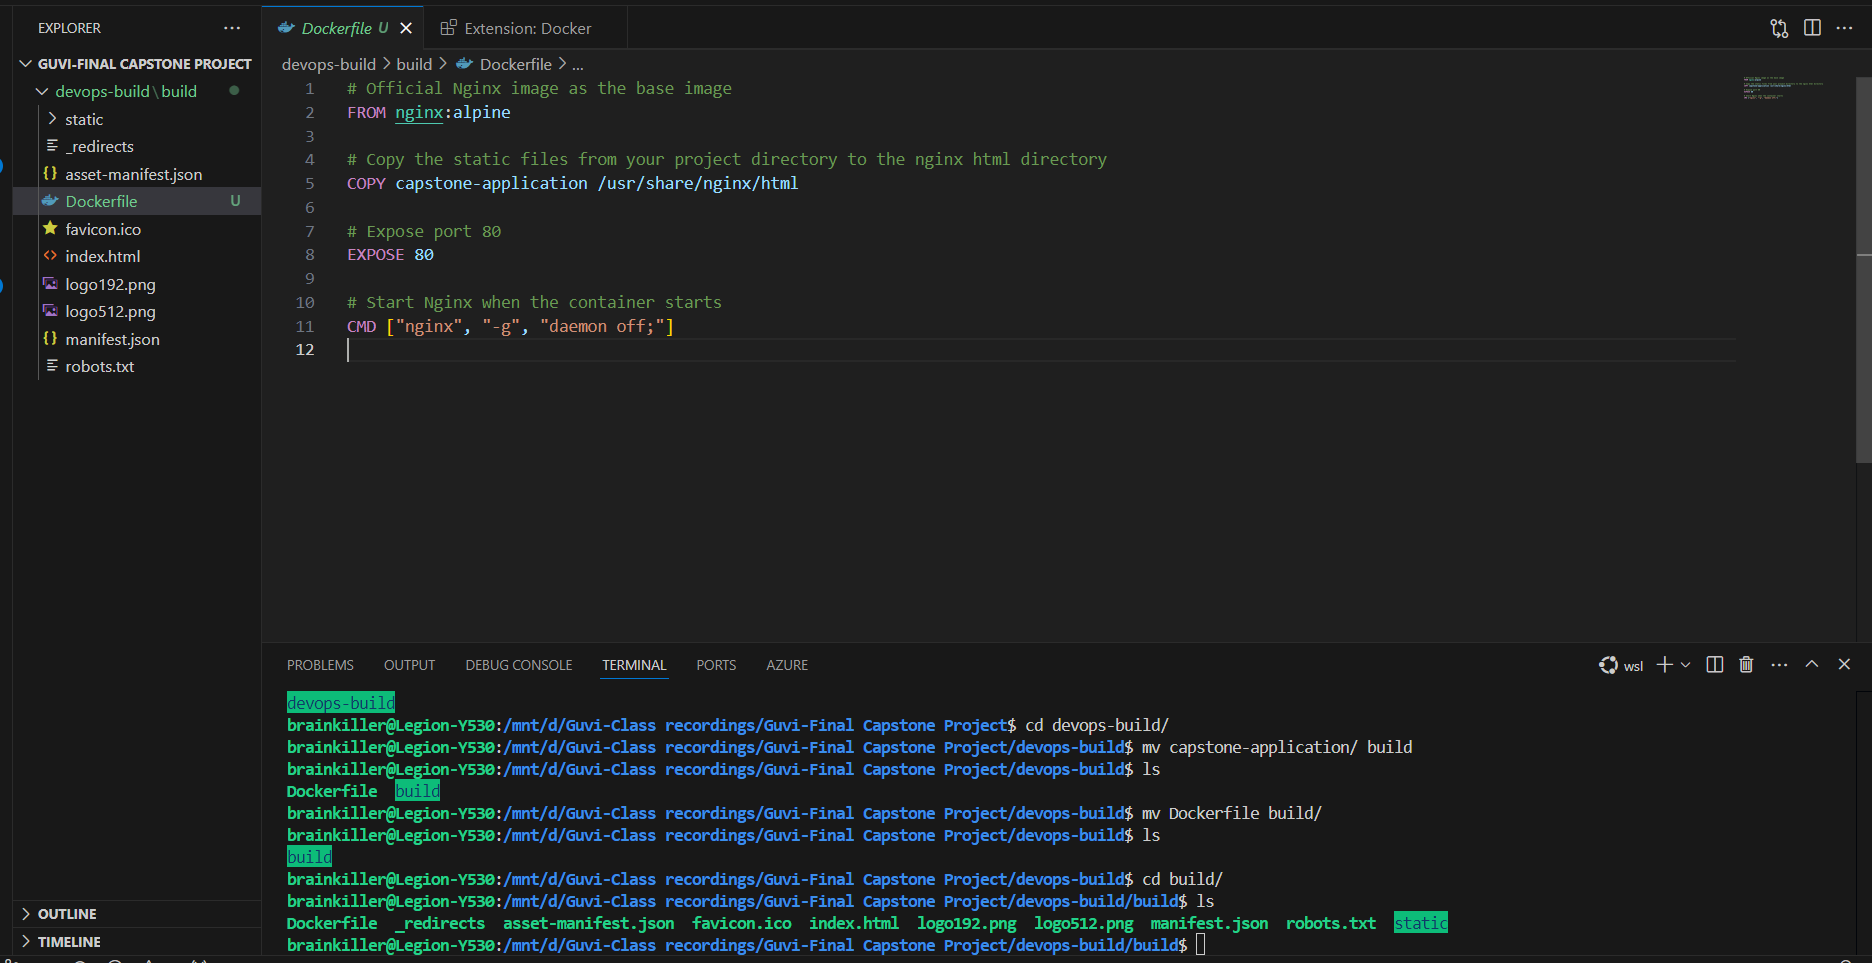 EXPLORER ...
GUVI-FINAL CAPSTONE PROJECT
devops-build\build
static
_redirects
asset-manifest.json
Dockerfile U
favicon.ico
index.html
logo192.png
logo512.png
manifest.json
robots.txt
OUTLINE
TIMELINE
Dockerfile U Extension: Docker
devops-build > build > Dockerfile > ...
1 # Official Nginx image as the base image
2 FROM nginx:alpine
3
4 # Copy the static files from your project directory to the nginx html directory
5 COPY capstone-application /usr/share/nginx/html
6
7 # Expose port 80
8 EXPOSE 80
9
10 # Start Nginx when the container starts
11 CMD ["nginx", "-g", "daemon off;"]
12
PROBLEMS OUTPUT DEBUG CONSOLE TERMINAL PORTS AZURE wsl
devops-build
brainkiller@Legion-Y530:/mnt/d/Guvi-Class recordings/Guvi-Final Capstone Project$ cd devops-build/
brainkiller@Legion-Y530:/mnt/d/Guvi-Class recordings/Guvi-Final Capstone Project/devops-build$ mv capstone-application/ build
brainkiller@Legion-Y530:/mnt/d/Guvi-Class recordings/Guvi-Final Capstone Project/devops-build$ ls
Dockerfile build
brainkiller@Legion-Y530:/mnt/d/Guvi-Class recordings/Guvi-Final Capstone Project/devops-build$ mv Dockerfile build/
brainkiller@Legion-Y530:/mnt/d/Guvi-Class recordings/Guvi-Final Capstone Project/devops-build$ ls
build
brainkiller@Legion-Y530:/mnt/d/Guvi-Class recordings/Guvi-Final Capstone Project/devops-build$ cd build/
brainkiller@Legion-Y530:/mnt/d/Guvi-Class recordings/Guvi-Final Capstone Project/devops-build/build$ ls
Dockerfile _redirects asset-manifest.json favicon.ico index.html logo192.png logo512.png manifest.json robots.txt static
brainkiller@Legion-Y530:/mnt/d/Guvi-Class recordings/Guvi-Final Capstone Project/devops-build/build$